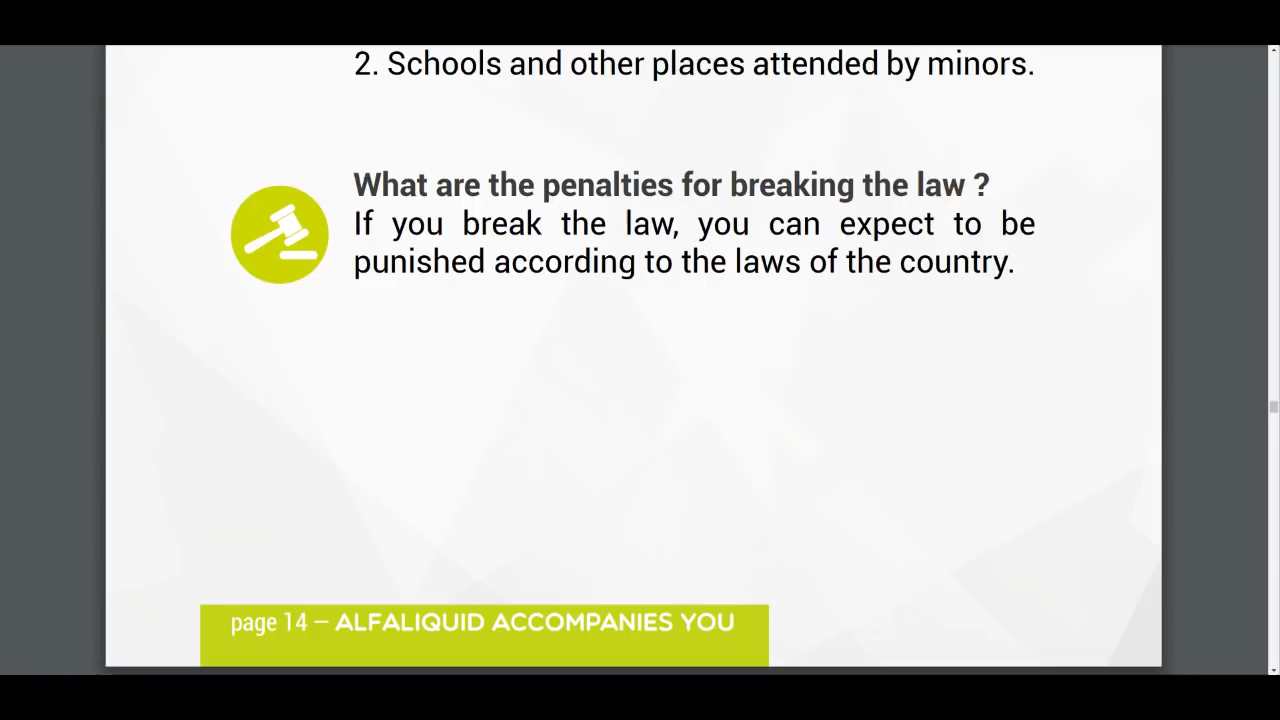 2. Schools and other places attended by minors.
What are the penalties for breaking the law ?
If you break the law, you can expect to be
punished according to the laws of the country.
page 14 – ALFALIQUID ACCOMPANIES YOU